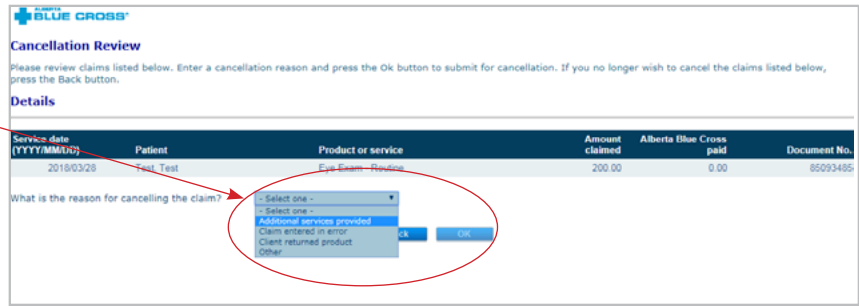 ALBERTA
BLUE CROSS®
Cancellation Review
Please review claims listed below. Enter a cancellation reason and press the Ok button to submit for cancellation. If you no longer wish to cancel the claims listed below,
press the Back button.
Details
Service date
(YYYY/MM/DD) Patient Product or service Amount claimed Alberta Blue Cross paid Document No.
2018/03/28 Test, Test Eye Exam - Routine 200.00 0.00 85093485
What is the reason for cancelling the claim? - Select one -
- Select one -
Additional services provided
Claim entered in error
Client returned product
Other
ck OK